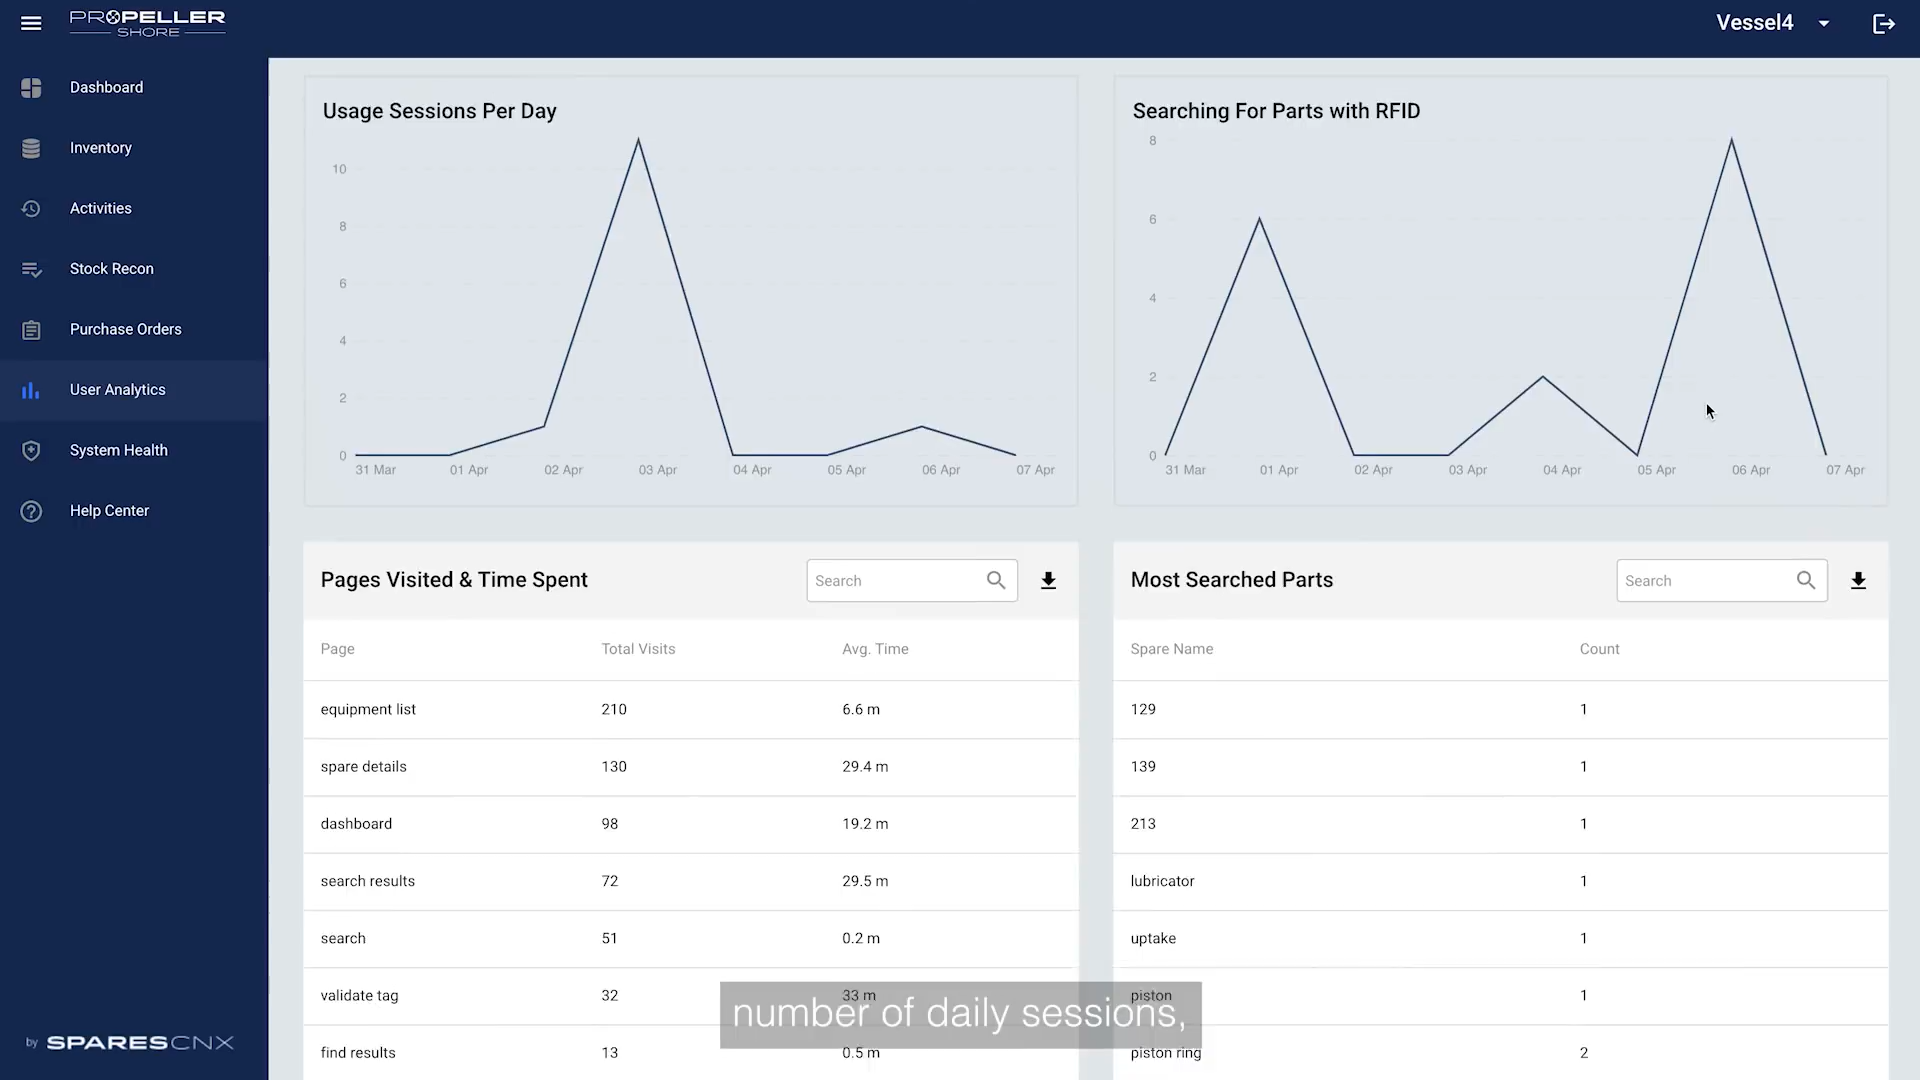 PROPELLER
SHORE
Vessel4
Dashboard
Inventory
Activities
Stock Recon
Purchase Orders
User Analytics
System Health
Help Center
by SPARESCNX
Usage Sessions Per Day
10
8
6
4
2
0
31 Mar 01 Apr 02 Apr 03 Apr 04 Apr 05 Apr 06 Apr 07 Apr
Searching For Parts with RFID
8
6
4
2
0
31 Mar 01 Apr 02 Apr 03 Apr 04 Apr 05 Apr 06 Apr 07 Apr
Pages Visited & Time Spent
Search
Page Total Visits Avg. Time
equipment list 210 6.6 m
spare details 130 29.4 m
dashboard 98 19.2 m
search results 72 29.5 m
search 51 0.2 m
validate tag 32 33 m
find results 13 0.5 m
Most Searched Parts
Search
Spare Name Count
129 1
139 1
213 1
lubricator 1
uptake 1
piston 1
piston ring 2
number of daily sessions,